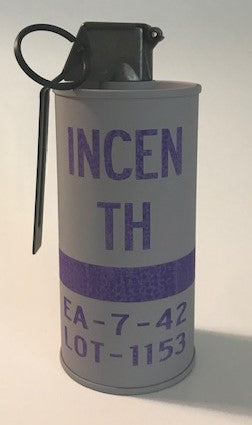 INCEN
TH
EA-7-42
LOT-1153